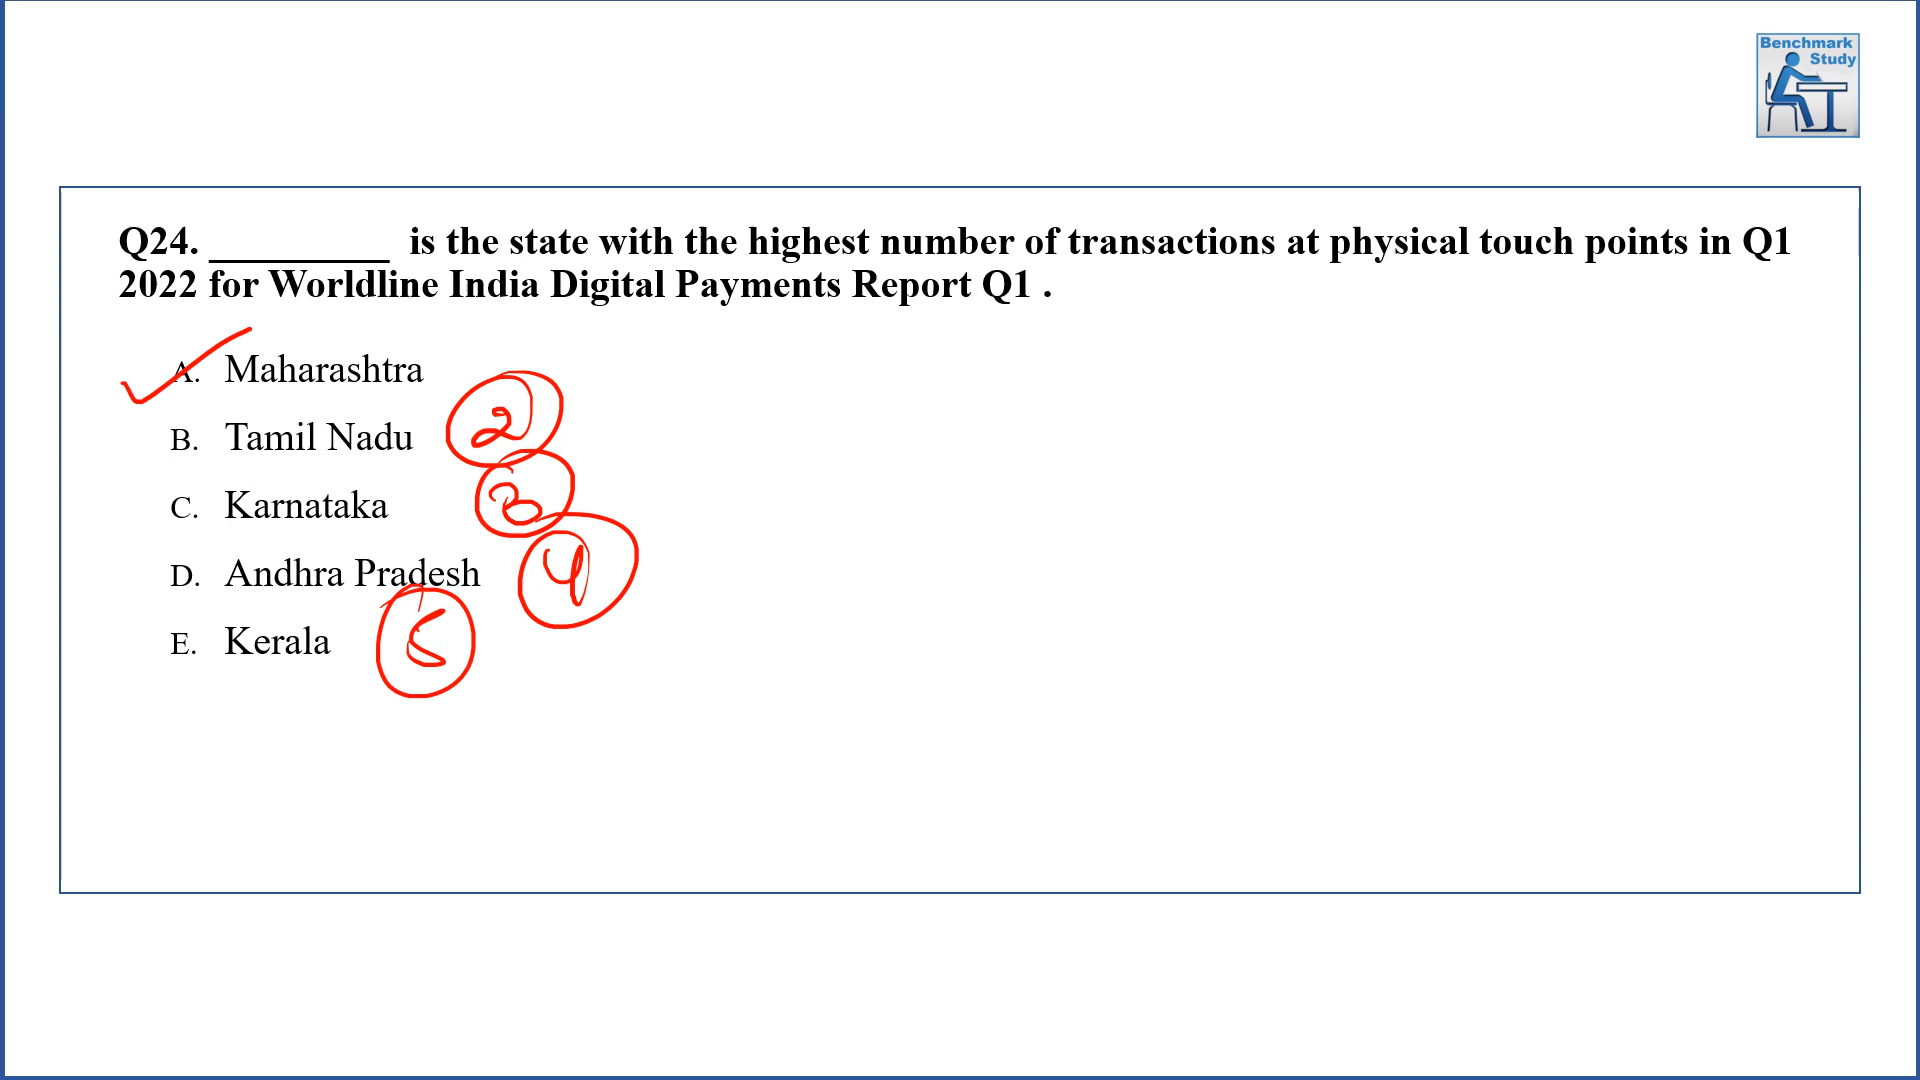 Benchmark
Study
Q24. _________ is the state with the highest number of transactions at physical touch points in Q1
2022 for Worldline India Digital Payments Report Q1 .
A. Maharashtra
B. Tamil Nadu 2
C. Karnataka 3
D. Andhra Pradesh 4
E. Kerala 5